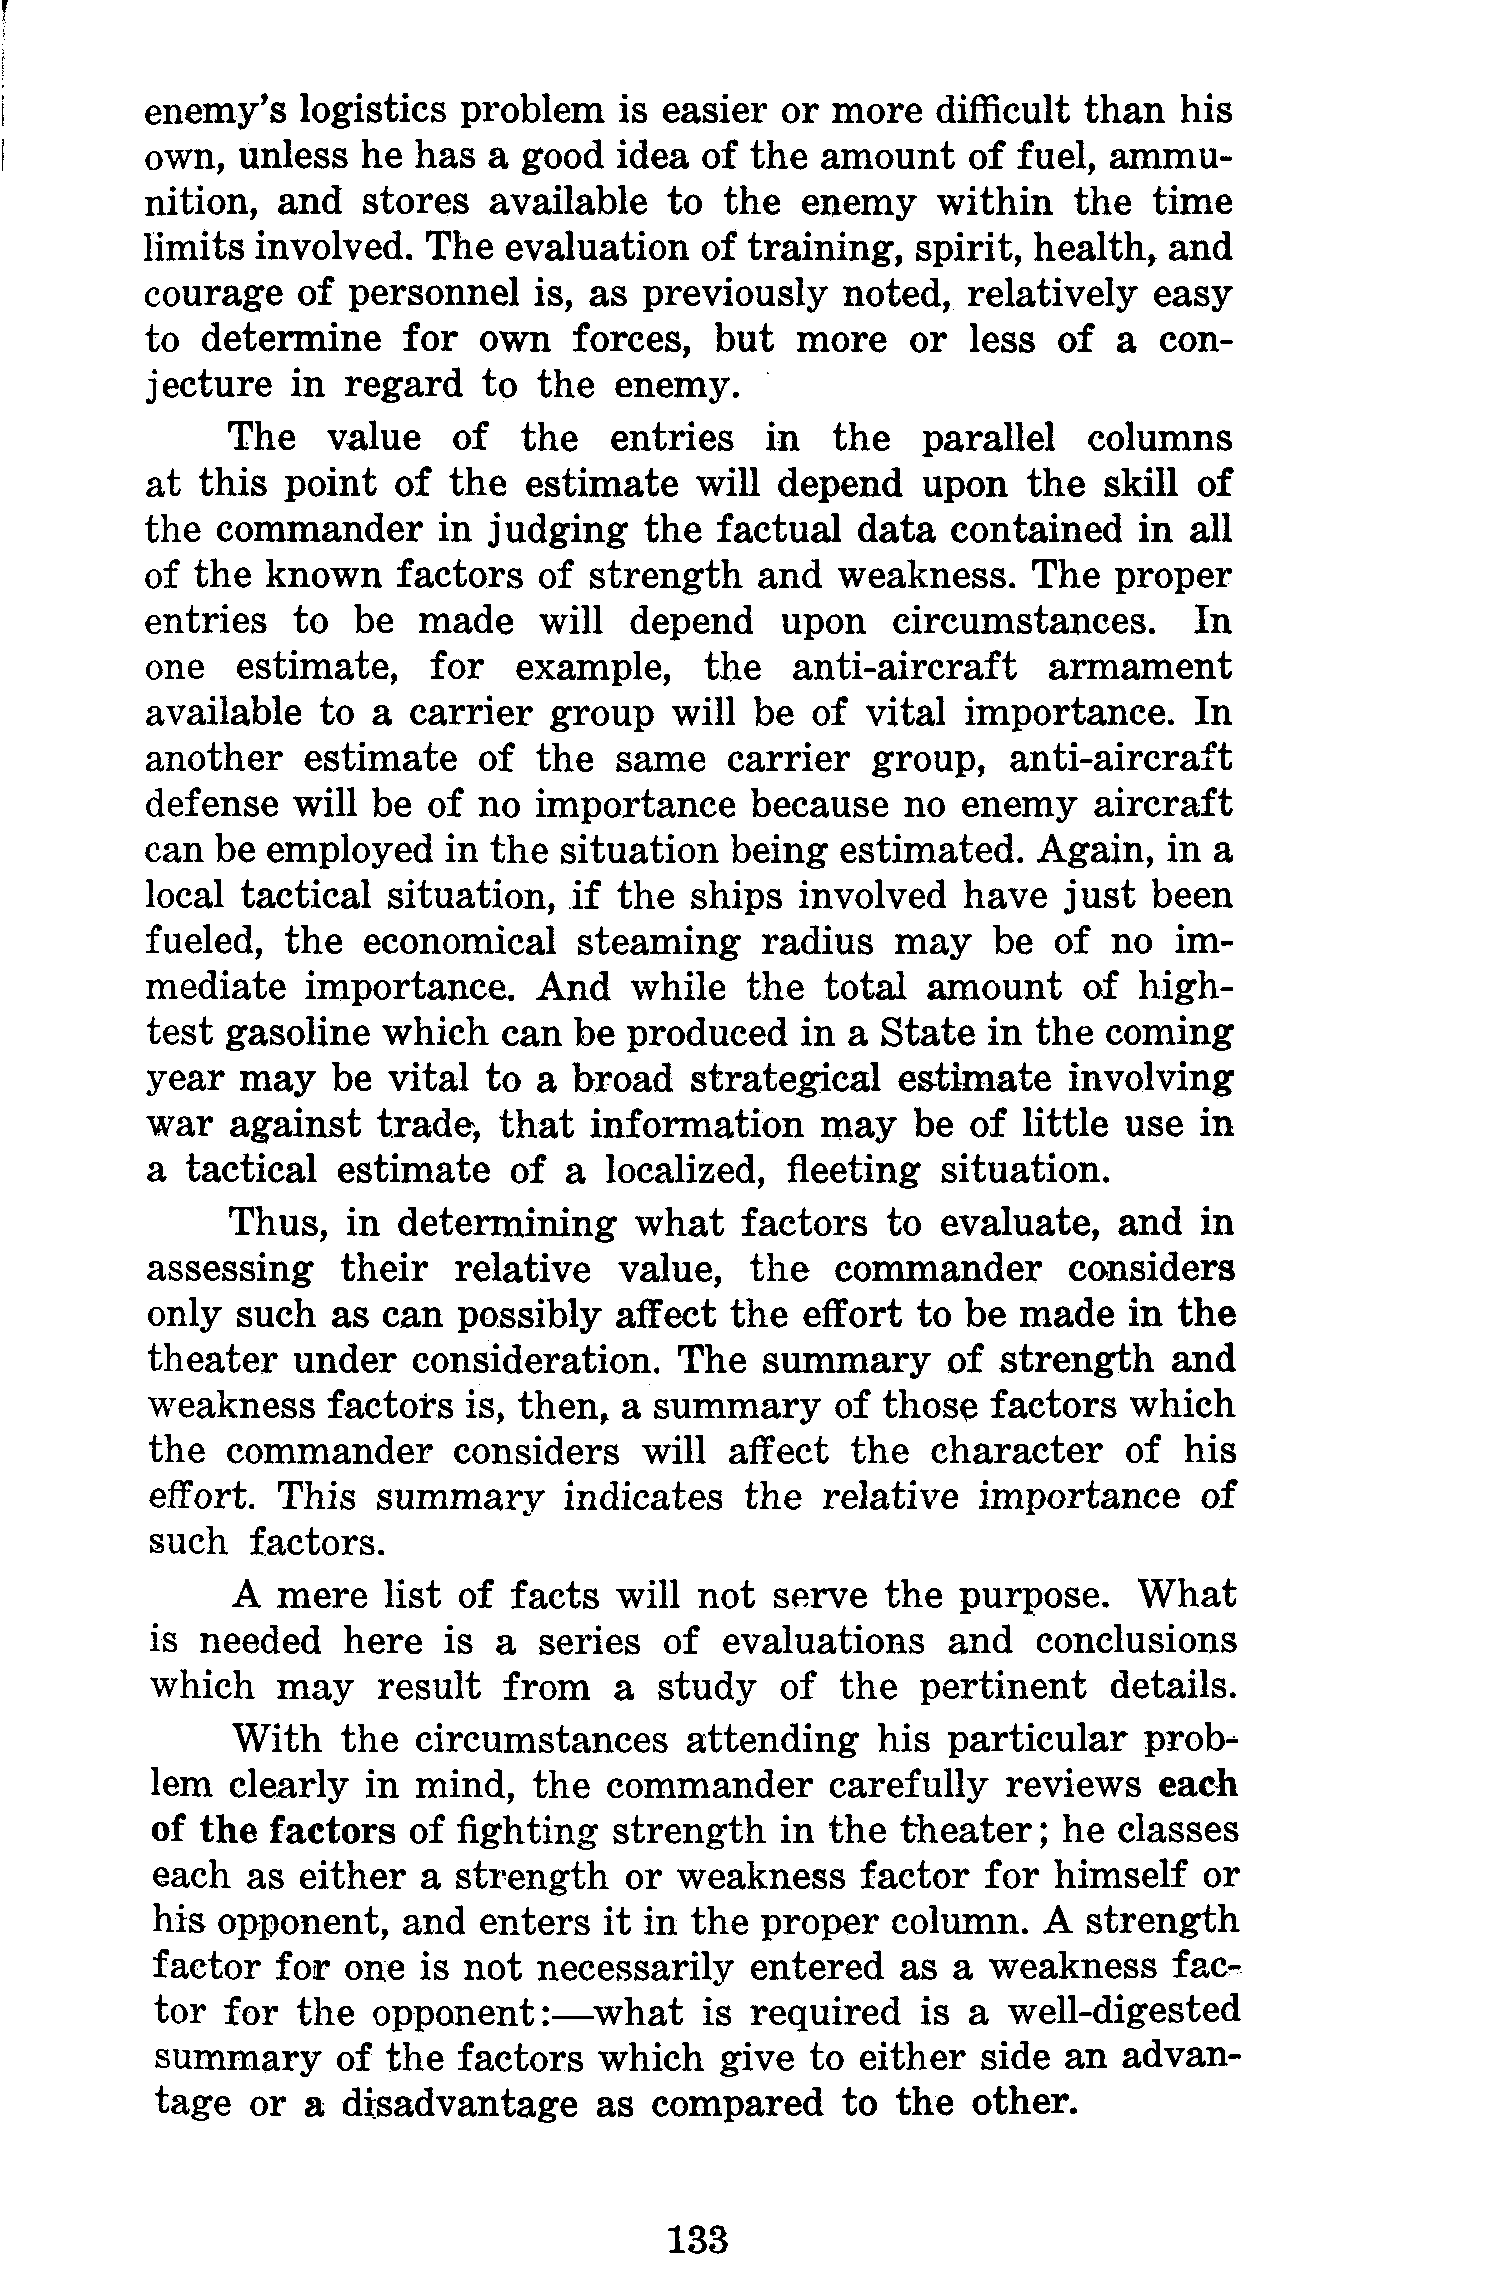 enemy's logistics problem is easier or more difficult than his
own, unless he has a good idea of the amount of fuel, ammu-
nition, and stores available to the enemy within the time
limits involved. The evaluation of training, spirit, health, and
courage of personnel is, as previously noted, relatively easy
to determine for own forces, but more or less of a con-
jecture in regard to the enemy.
The value of the entries in the parallel columns
at this point of the estimate will depend upon the skill of
the commander in judging the factual data contained in all
of the known factors of strength and weakness. The proper
entries to be made will depend upon circumstances. In
one estimate, for example, the anti-aircraft armament
available to a carrier group will be of vital importance. In
another estimate of the same carrier group, anti-aircraft
defense will be of no importance because no enemy aircraft
can be employed in the situation being estimated. Again, in a
local tactical situation, if the ships involved have just been
fueled, the economical steaming radius may be of no im-
mediate importance. And while the total amount of high-
test gasoline which can be produced in a State in the coming
year may be vital to a broad strategical estimate involving
war against trade, that information may be of little use in
a tactical estimate of a localized, fleeting situation.
Thus, in determining what factors to evaluate, and in
assessing their relative value, the commander considers
only such as can possibly affect the effort to be made in the
theater under consideration. The summary of strength and
weakness factors is, then, a summary of those factors which
the commander considers will affect the character of his
effort. This summary indicates the relative importance of
such factors.
A mere list of facts will not serve the purpose. What
is needed here is a series of evaluations and conclusions
which may result from a study of the pertinent details.
With the circumstances attending his particular prob-
lem clearly in mind, the commander carefully reviews each
of the factors of fighting strength in the theater; he classes
each as either a strength or weakness factor for himself or
his opponent, and enters it in the proper column. A strength
factor for one is not necessarily entered as a weakness fac-
tor for the opponent:—what is required is a well-digested
summary of the factors which give to either side an advan-
tage or a disadvantage as compared to the other.
133